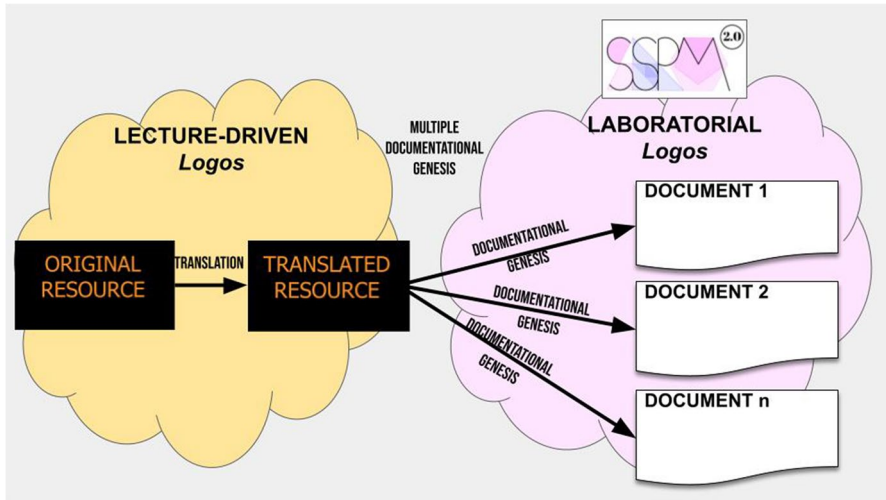 SSPM
2.0
LECTURE-DRIVEN
Logos
MULTIPLE
DOCUMENTATIONAL
GENESIS
LABORATORIAL
Logos
ORIGINAL
RESOURCE
TRANSLATION
TRANSLATED
RESOURCE
DOCUMENTATIONAL
GENESIS
DOCUMENTATIONAL
GENESIS
DOCUMENTATIONAL
GENESIS
DOCUMENT 1
DOCUMENT 2
DOCUMENT n